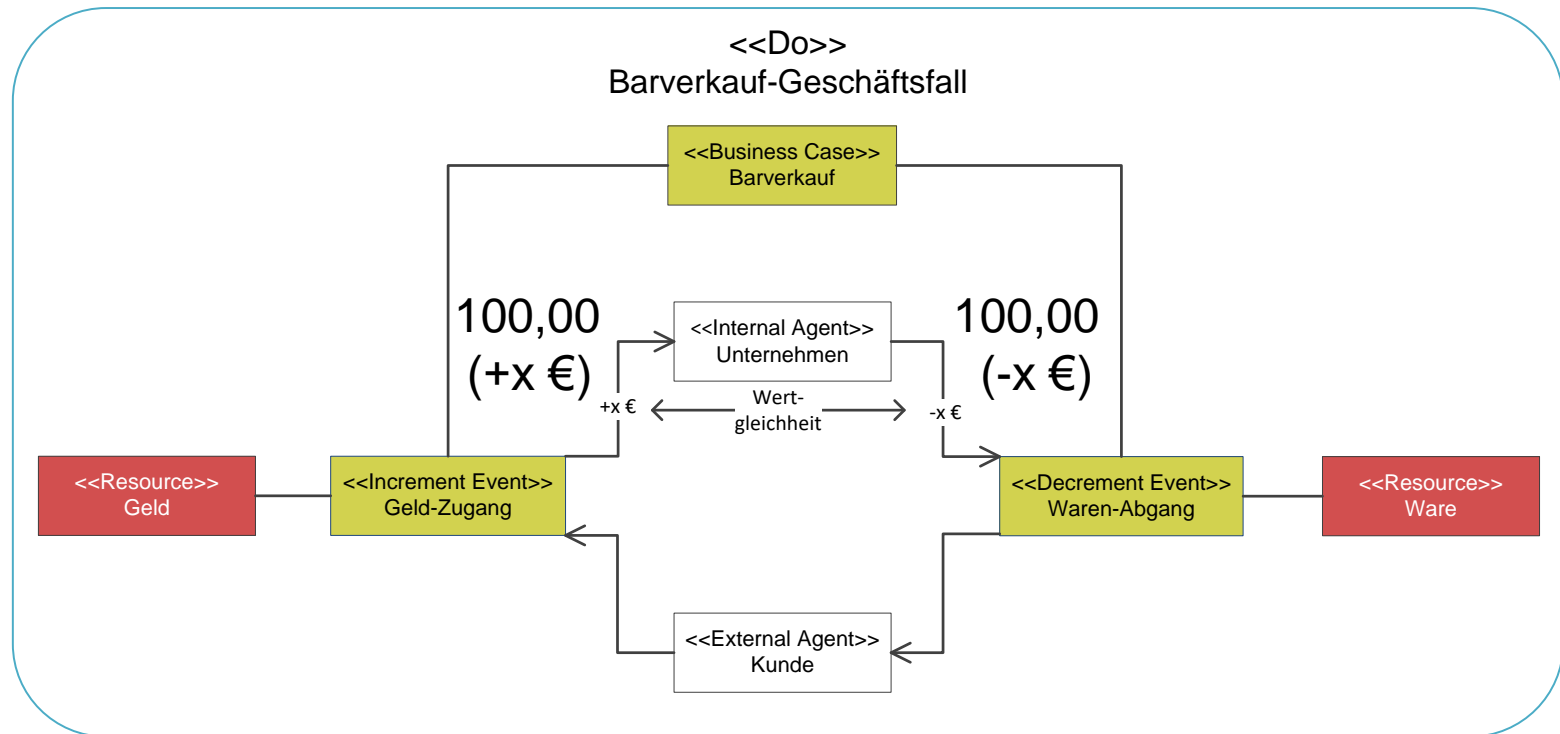 <<Do>>
Barverkauf-Geschäftsfall
<<Business Case>>
Barverkauf
100,00
(+x €)
<<Internal Agent>>
Unternehmen
100,00
(-x €)
+x €
Wert-
gleichheit
-x €
<<Resource>>
Geld
<<Increment Event>>
Geld-Zugang
<<Decrement Event>>
Waren-Abgang
<<Resource>>
Ware
<<External Agent>>
Kunde